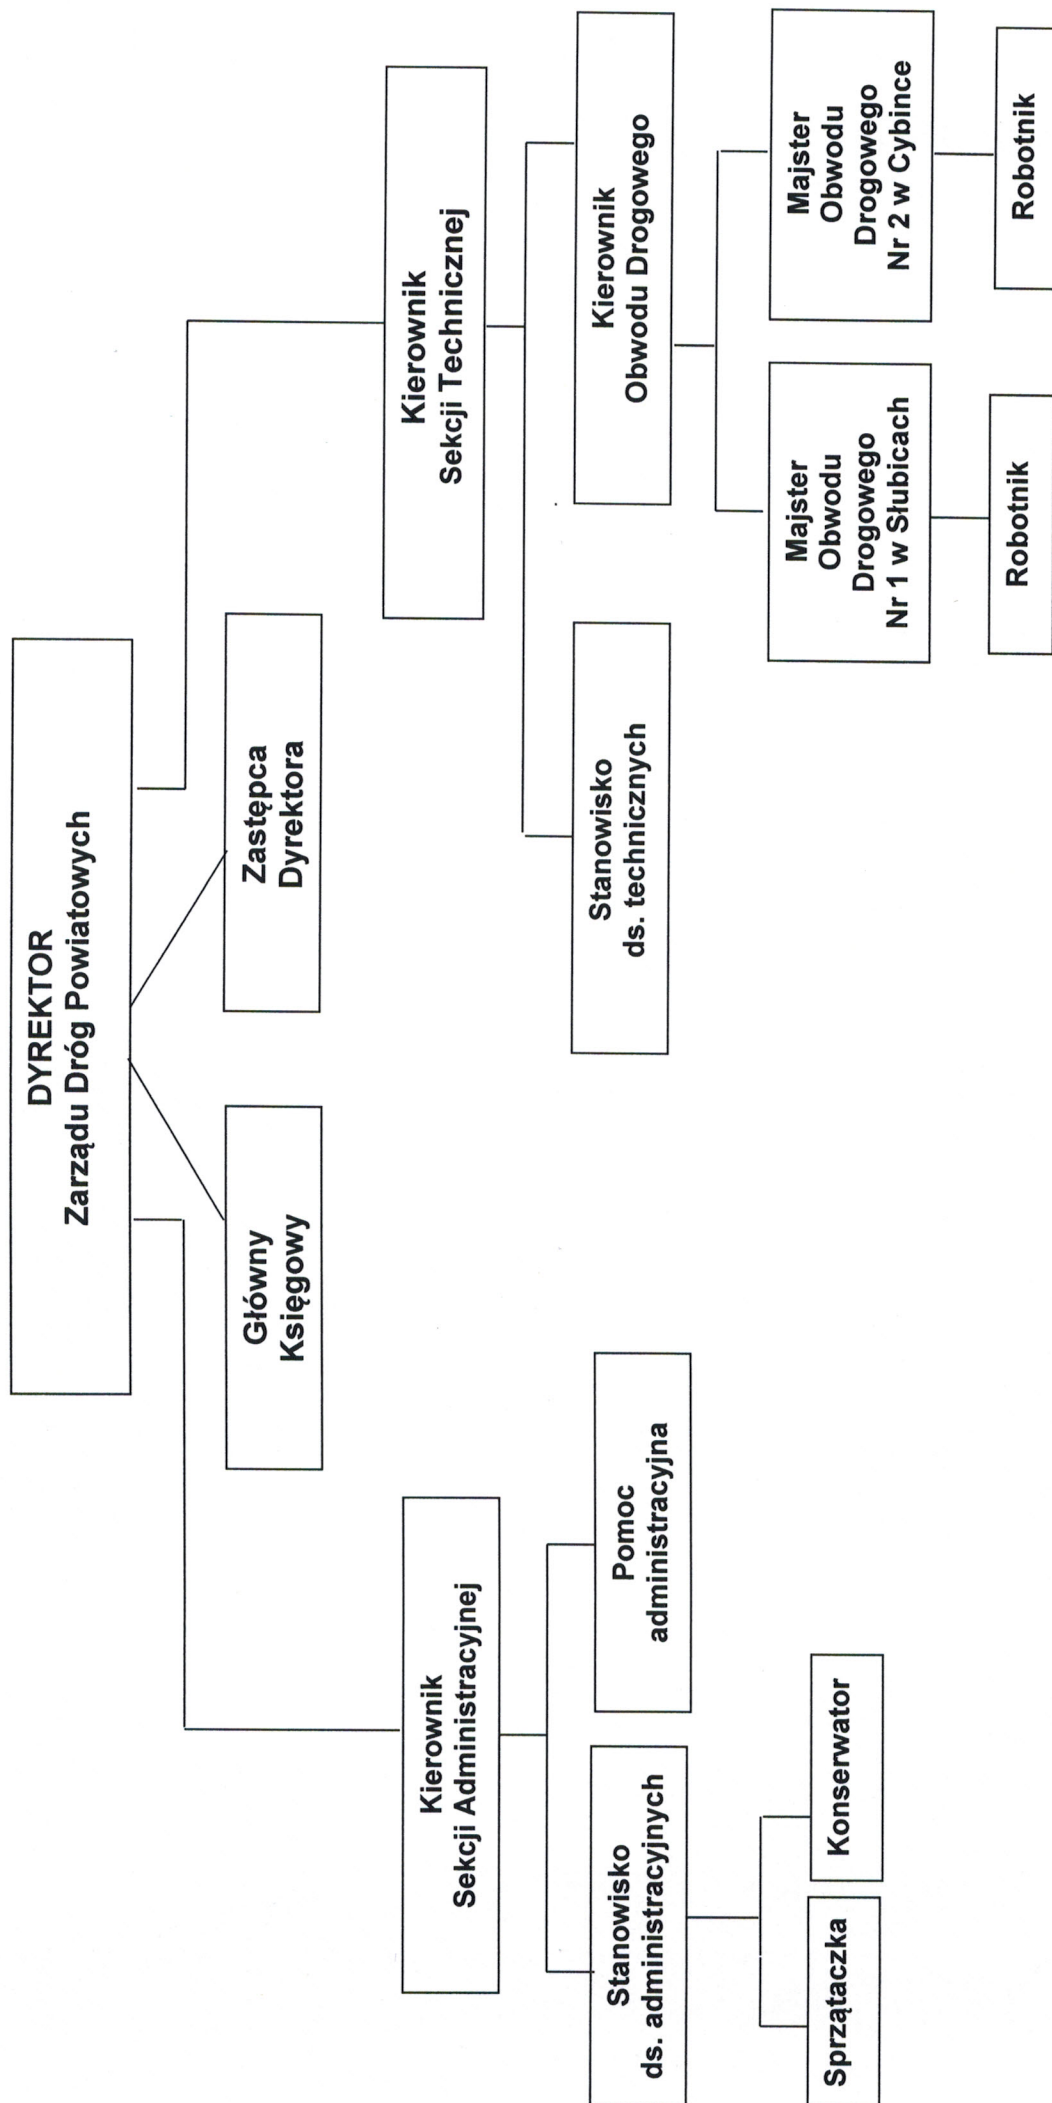 DYREKTOR
Zarządu Dróg Powiatowych
Główny
Księgowy
Zastępca
Dyrektora
Kierownik
Sekcji Administracyjnej
Kierownik
Sekcji Technicznej
Stanowisko
ds. administracyjnych
Pomoc
administracyjna
Stanowisko
ds. technicznych
Kierownik
Obwodu Drogowego
Sprzątaczka
Konserwator
Majster
Obwodu
Drogowego
Nr 1 w Słubicach
Majster
Obwodu
Drogowego
Nr 2 w Cybince
Robotnik
Robotnik